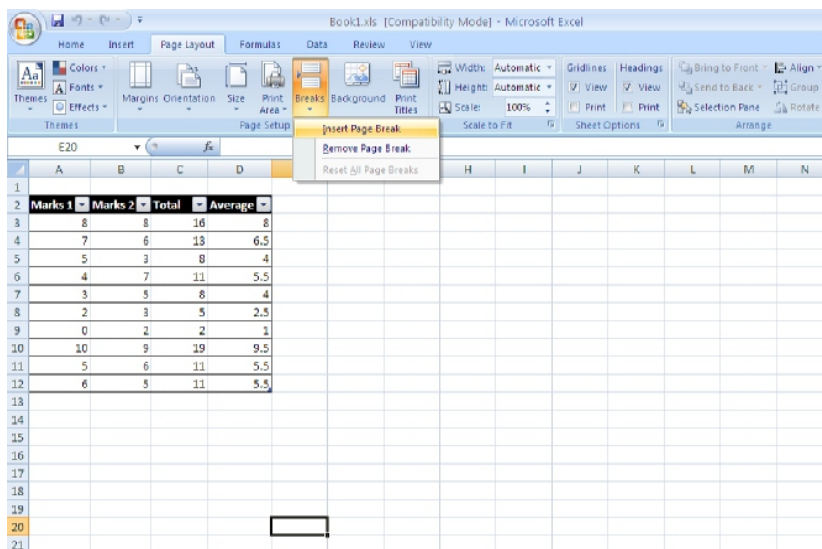 Book1.xls [Compatibility Mode] - Microsoft Excel
Home Insert Page Layout Formulas Data Review View
Themes
Colors
Fonts
Effects
Themes
Margins Orientation Size Print Area Breaks Background Print Titles
Page Setup
Width: Automatic
Height: Automatic
Scale: 100%
Scale to Fit
Gridlines Headings
View View
Print Print
Sheet Options
Bring to Front Align
Send to Back Group
Selection Pane Rotate
Arrange
Insert Page Break
Remove Page Break
Reset All Page Breaks
E20 fx
A B C D H I J K L M N
1
2 Marks 1 Marks 2 Total Average
3 8 8 16 8
4 7 6 13 6.5
5 5 3 8 4
6 4 7 11 5.5
7 3 5 8 4
8 2 3 5 2.5
9 0 2 2 1
10 10 9 19 9.5
11 5 6 11 5.5
12 6 5 11 5.5
13
14
15
16
17
18
19
20
21